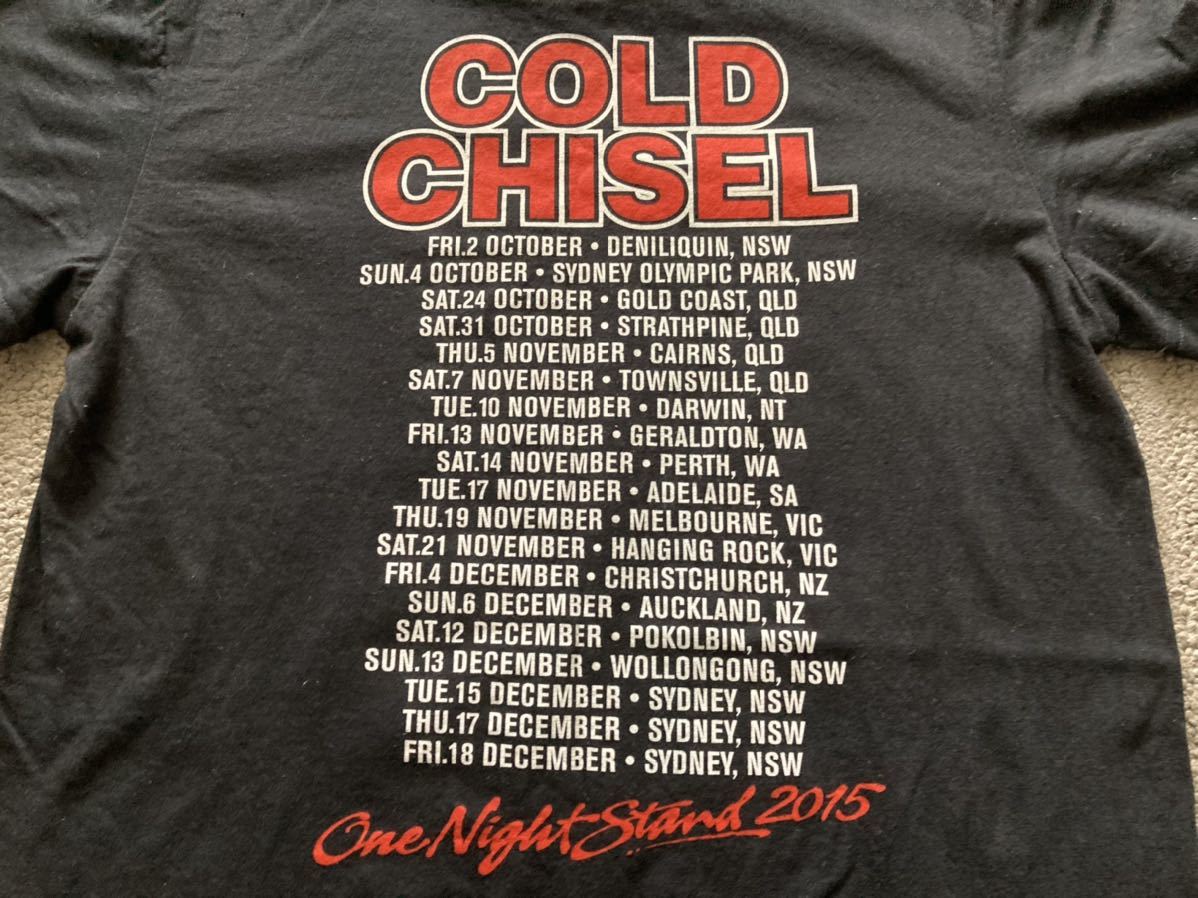 COLD
CHISEL
FRI.2 OCTOBER • DENILIQUIN, NSW
SUN.4 OCTOBER • SYDNEY OLYMPIC PARK, NSW
SAT.24 OCTOBER • GOLD COAST, QLD
SAT.31 OCTOBER • STRATHPINE, QLD
THU.5 NOVEMBER • CAIRNS, QLD
SAT.7 NOVEMBER • TOWNSVILLE, QLD
TUE.10 NOVEMBER • DARWIN, NT
FRI.13 NOVEMBER • GERALDTON, WA
SAT.14 NOVEMBER • PERTH, WA
TUE.17 NOVEMBER • ADELAIDE, SA
THU.19 NOVEMBER • MELBOURNE, VIC
SAT.21 NOVEMBER • HANGING ROCK, VIC
FRI.4 DECEMBER • CHRISTCHURCH, NZ
SUN.6 DECEMBER • AUCKLAND, NZ
SAT.12 DECEMBER • POKOLBIN, NSW
SUN.13 DECEMBER • WOLLONGONG, NSW
TUE.15 DECEMBER • SYDNEY, NSW
THU.17 DECEMBER • SYDNEY, NSW
FRI.18 DECEMBER • SYDNEY, NSW
One Night Stand 2015